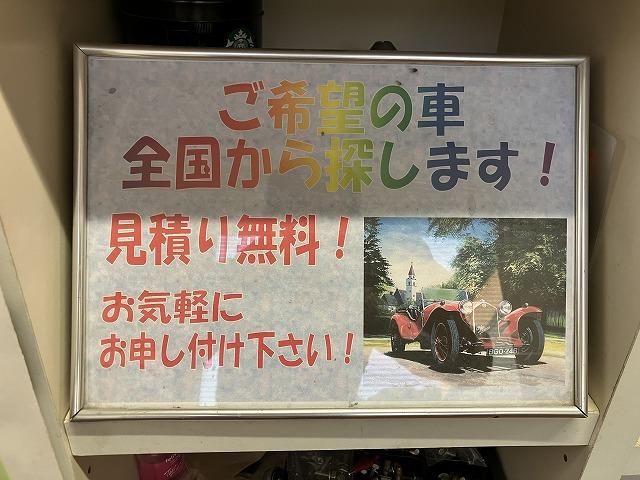 ご希望の車
全国から探します！
見積り無料！
お気軽に
お申し付け下さい！